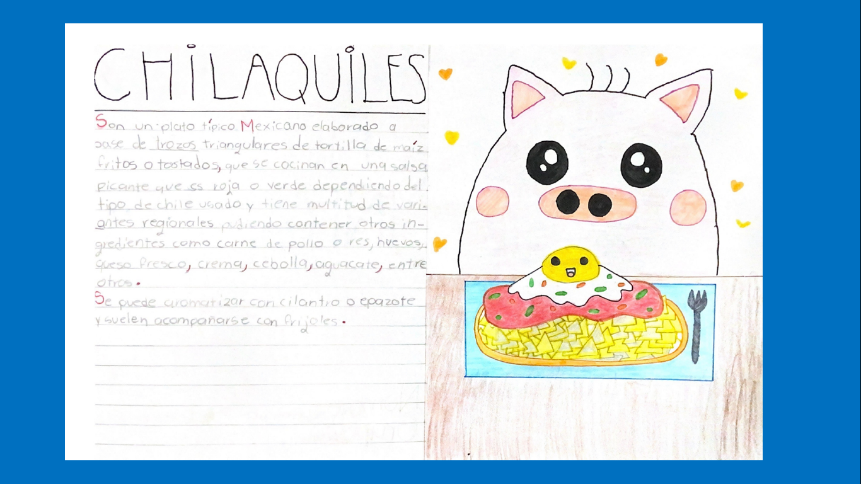 CHILAQUILES
Son un plato típico Mexicano elaborado a
base de trozos triangulares de tortilla de maíz
fritos o tostados, que se cocinan en una salsa
picante que es roja o verde dependiendo del
tipo de chile usado y tiene multitud de vari-
antes regionales pudiendo contener otros in-
gredientes como carne de pollo o res, huevos,
queso fresco, crema, cebolla, aguacate, entre
otros.
Se puede aromatizar con cilantro o epazote
y suelen acompañarse con frijoles.